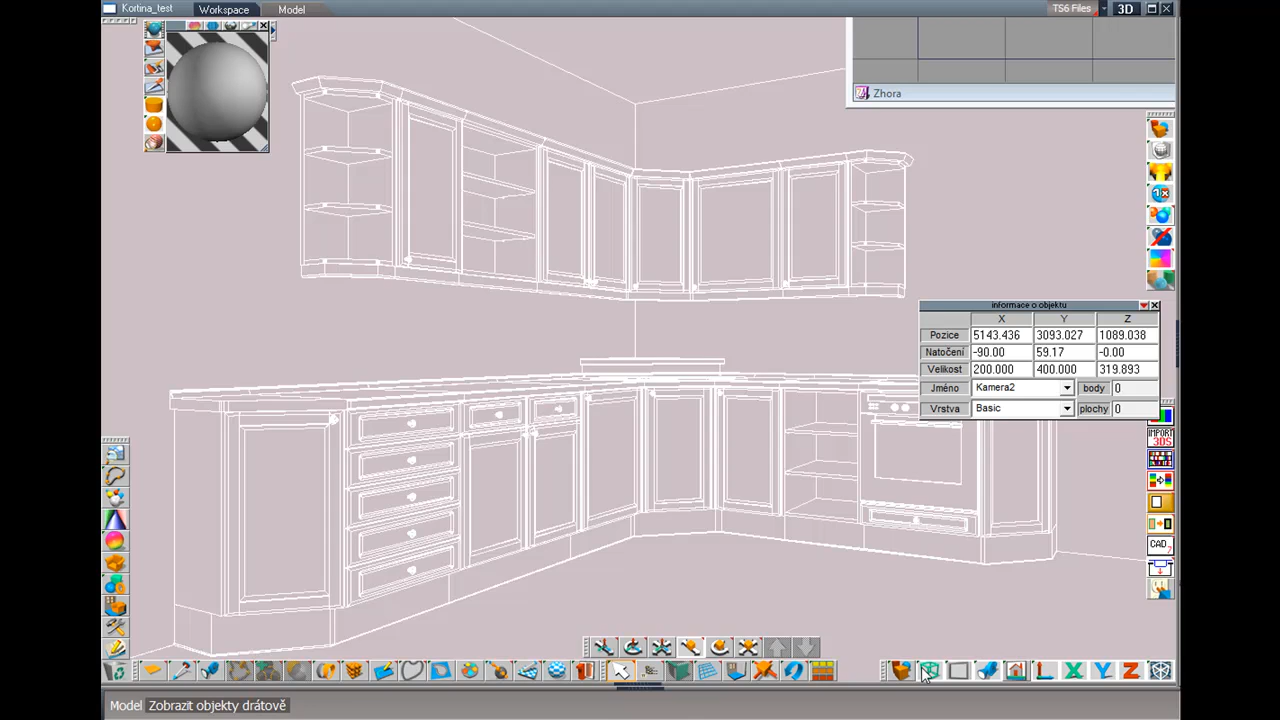 Kortina_test
Workspace
Model
TS6 Files
3D
Zhora
1x
informace o objektu
X Y Z
Pozice 5143.436 3093.027 1089.038
Natočení -90.00 59.17 -0.00
Velikost 200.000 400.000 319.893
Jméno Kamera2 body 0
Vrstva Basic plochy 0
IMPORT
3DS
CAD
X Y Z
Model Zobrazit objekty drátově